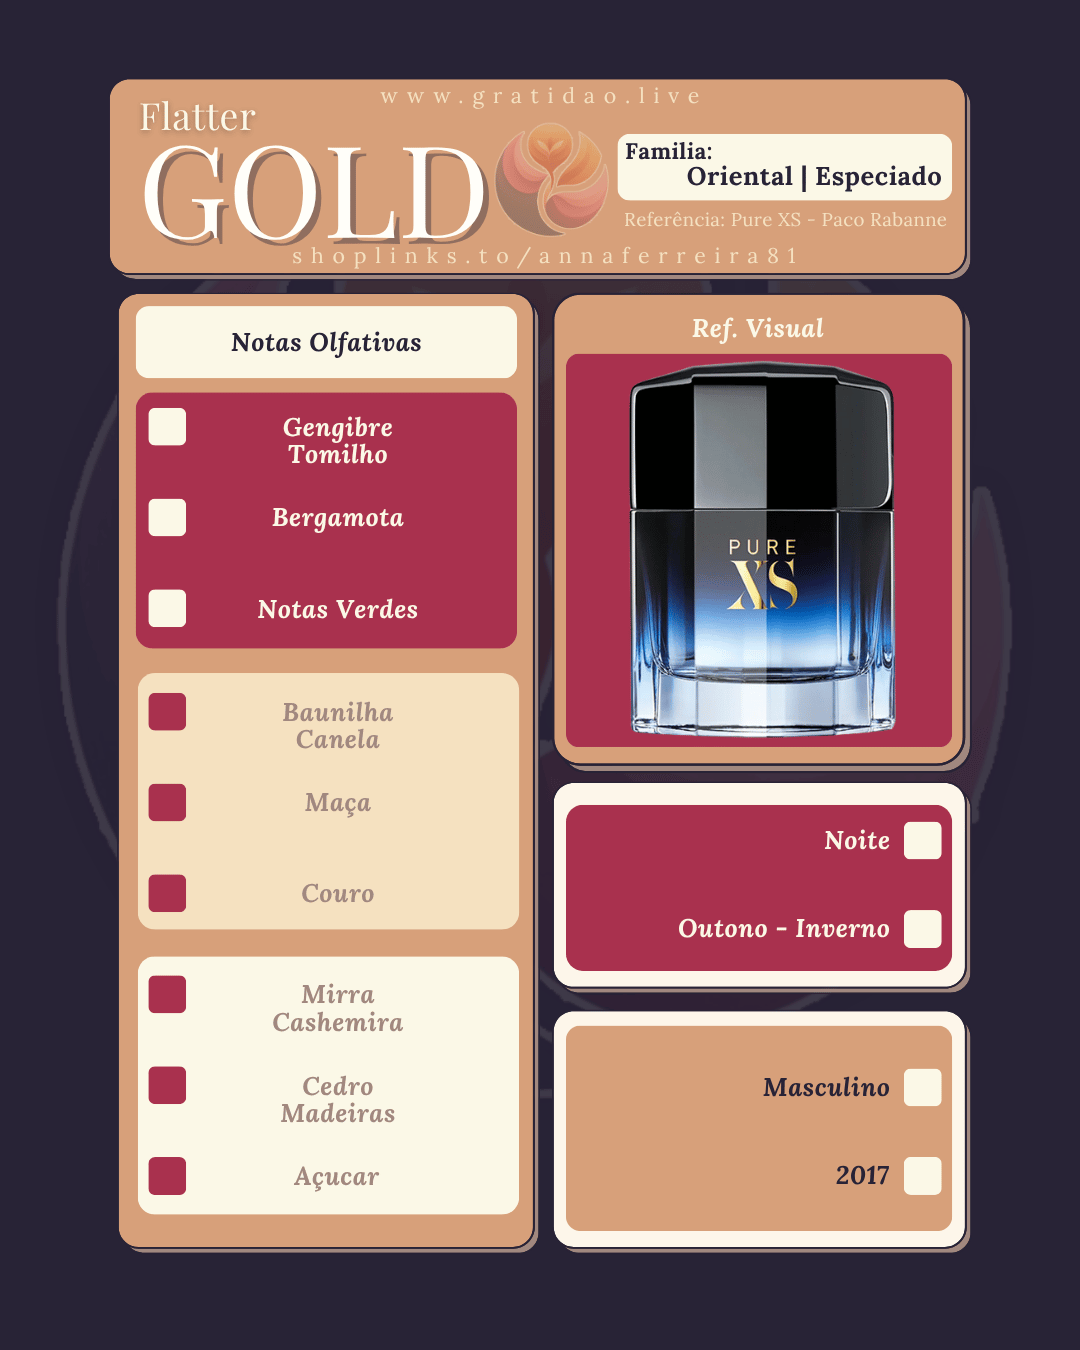 www.gratidao.live
Flatter
GOLD
Familia:
Oriental | Especiado
Referência: Pure XS - Paco Rabanne
shoplinks.to/annaferreira81
Notas Olfativas
Gengibre
Tomilho
Bergamota
Notas Verdes
Baunilha
Canela
Maça
Couro
Mirra
Cashemira
Cedro
Madeiras
Açucar
Ref. Visual
PURE
XS
Noite
Outono - Inverno
Masculino
2017